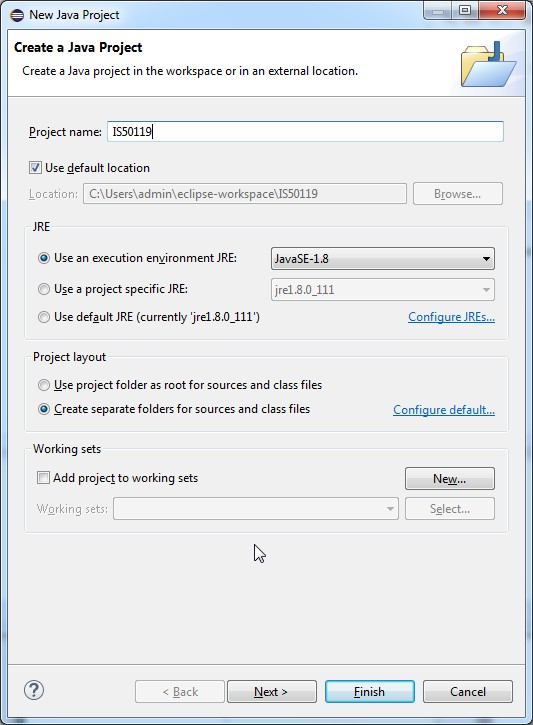 New Java Project
Create a Java Project
Create a Java project in the workspace or in an external location.
Project name: IS50119
Use default location
Location: C:\Users\admin\eclipse-workspace\IS50119 Browse...
JRE
Use an execution environment JRE: JavaSE-1.8
Use a project specific JRE: jre1.8.0_111
Use default JRE (currently 'jre1.8.0_111') Configure JREs...
Project layout
Use project folder as root for sources and class files
Create separate folders for sources and class files Configure default...
Working sets
Add project to working sets New...
Working sets: Select...
? < Back Next > Finish Cancel